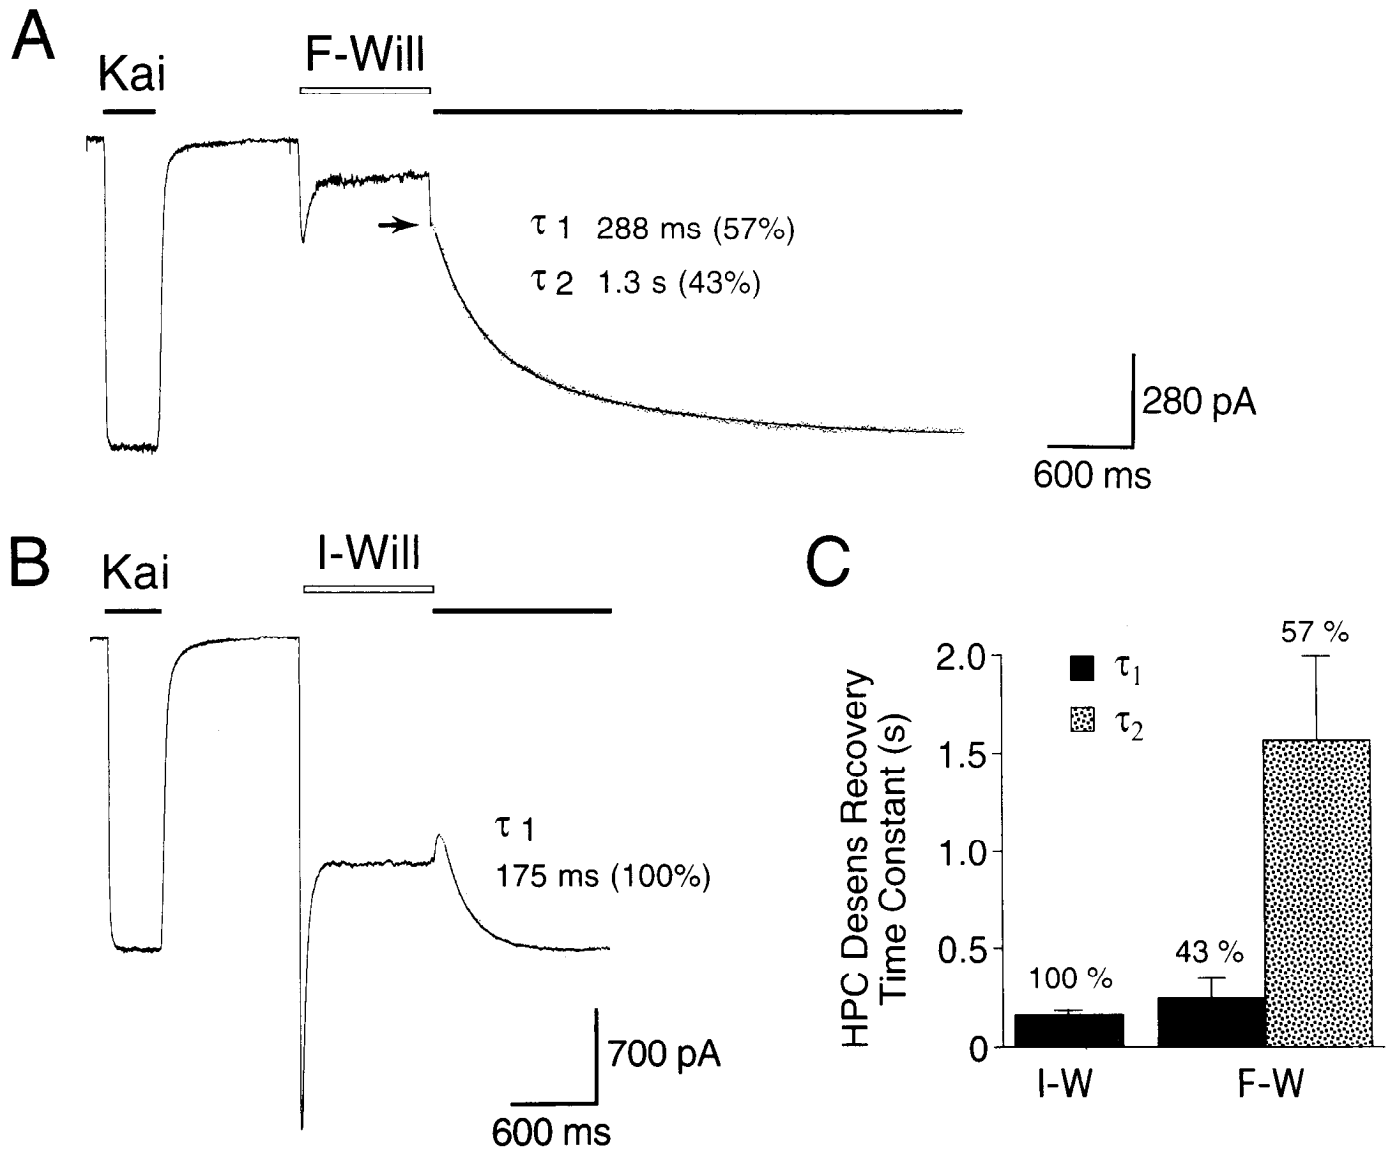 A
Kai
F-Will
τ 1 288 ms (57%)
τ 2 1.3 s (43%)
280 pA
600 ms
B
Kai
I-Will
τ 1
175 ms (100%)
700 pA
600 ms
C
HPC Desens Recovery
Time Constant (s)
2.0
1.5
1.0
0.5
0
τ1
τ2
100 %
43 %
57 %
I-W
F-W